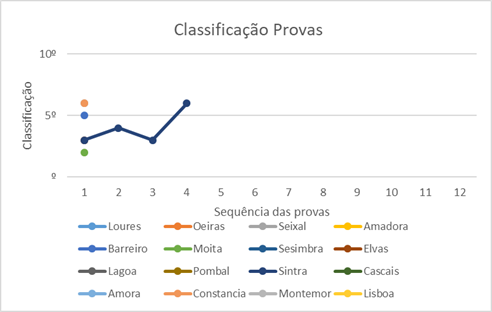 Classificação Provas
10º
5º
º
Classificação
1 2 3 4 5 6 7 8 9 10 11 12
Sequência das provas
Loures Oeiras Seixal Amadora
Barreiro Moita Sesimbra Elvas
Lagoa Pombal Sintra Cascais
Amora Constancia Montemor Lisboa